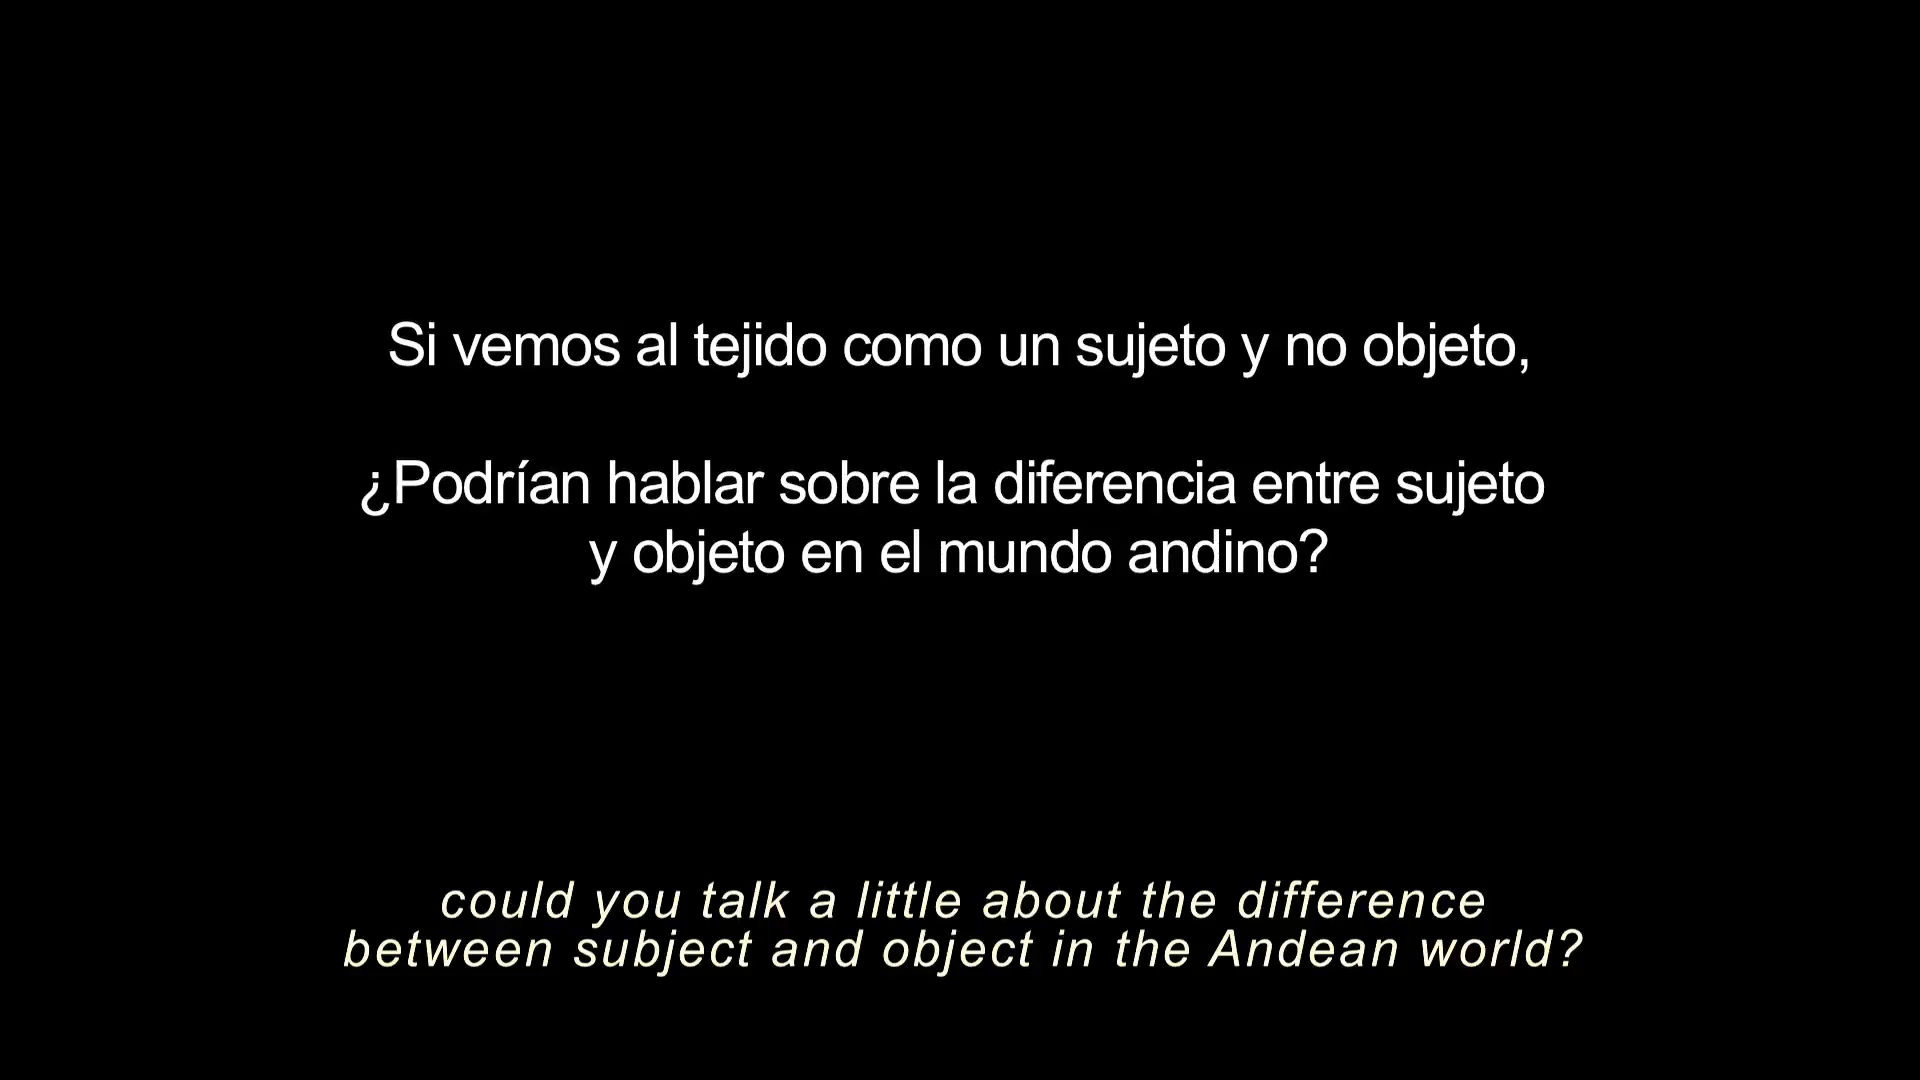 Si vemos al tejido como un sujeto y no objeto,
¿Podrían hablar sobre la diferencia entre sujeto
y objeto en el mundo andino?
could you talk a little about the difference
between subject and object in the Andean world?